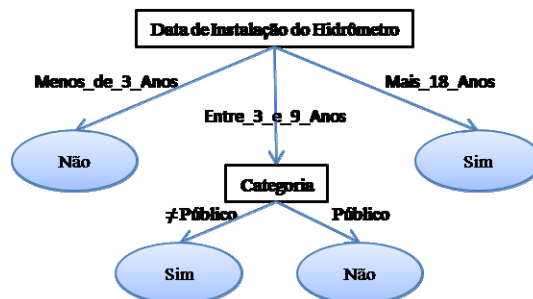 Data de Instalação do Hidrômetro
Menos_de_3_Anos
Mais_18_Anos
Entre_3_e_9_Anos
Não
Sim
Categoria
≠Público
Público
Sim
Não